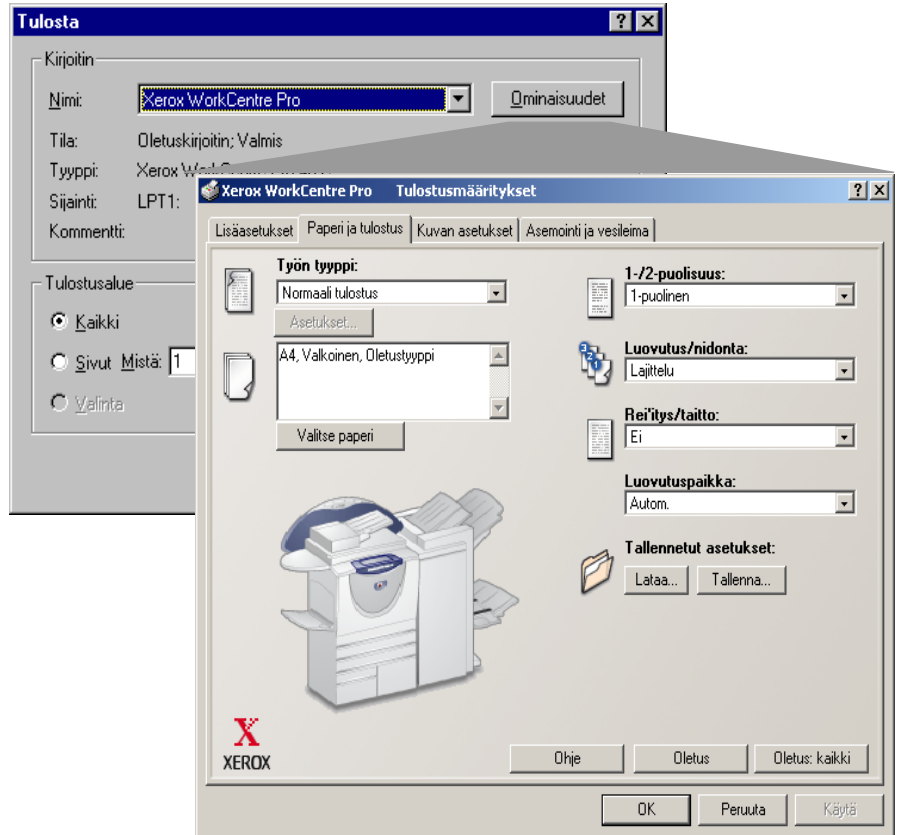 Tulosta
Kirjoitin
Nimi: Xerox WorkCentre Pro Ominaisuudet
Tila: Oletuskirjoitin; Valmis
Tyyppi: Xerox
Sijainti: LPT1:
Kommentti:
Tulostusalue
Kaikki
Sivut Mistä: 1
Valinta
Xerox WorkCentre Pro Tulostusmääritykset
Lisäasetukset Paperi ja tulostus Kuvan asetukset Asemointi ja vesileima
Työn tyyppi:
Normaali tulostus
Asetukset...
A4, Valkoinen, Oletustyyppi
Valitse paperi
1-/2-puolisuus:
1-puolinen
Luovutus/nidonta:
Lajittelu
Rei'itys/taitto:
Ei
Luovutuspaikka:
Autom.
Tallennetut asetukset:
Lataa... Tallenna...
X
XEROX
Ohje Oletus Oletus: kaikki
OK Peruuta Käytä